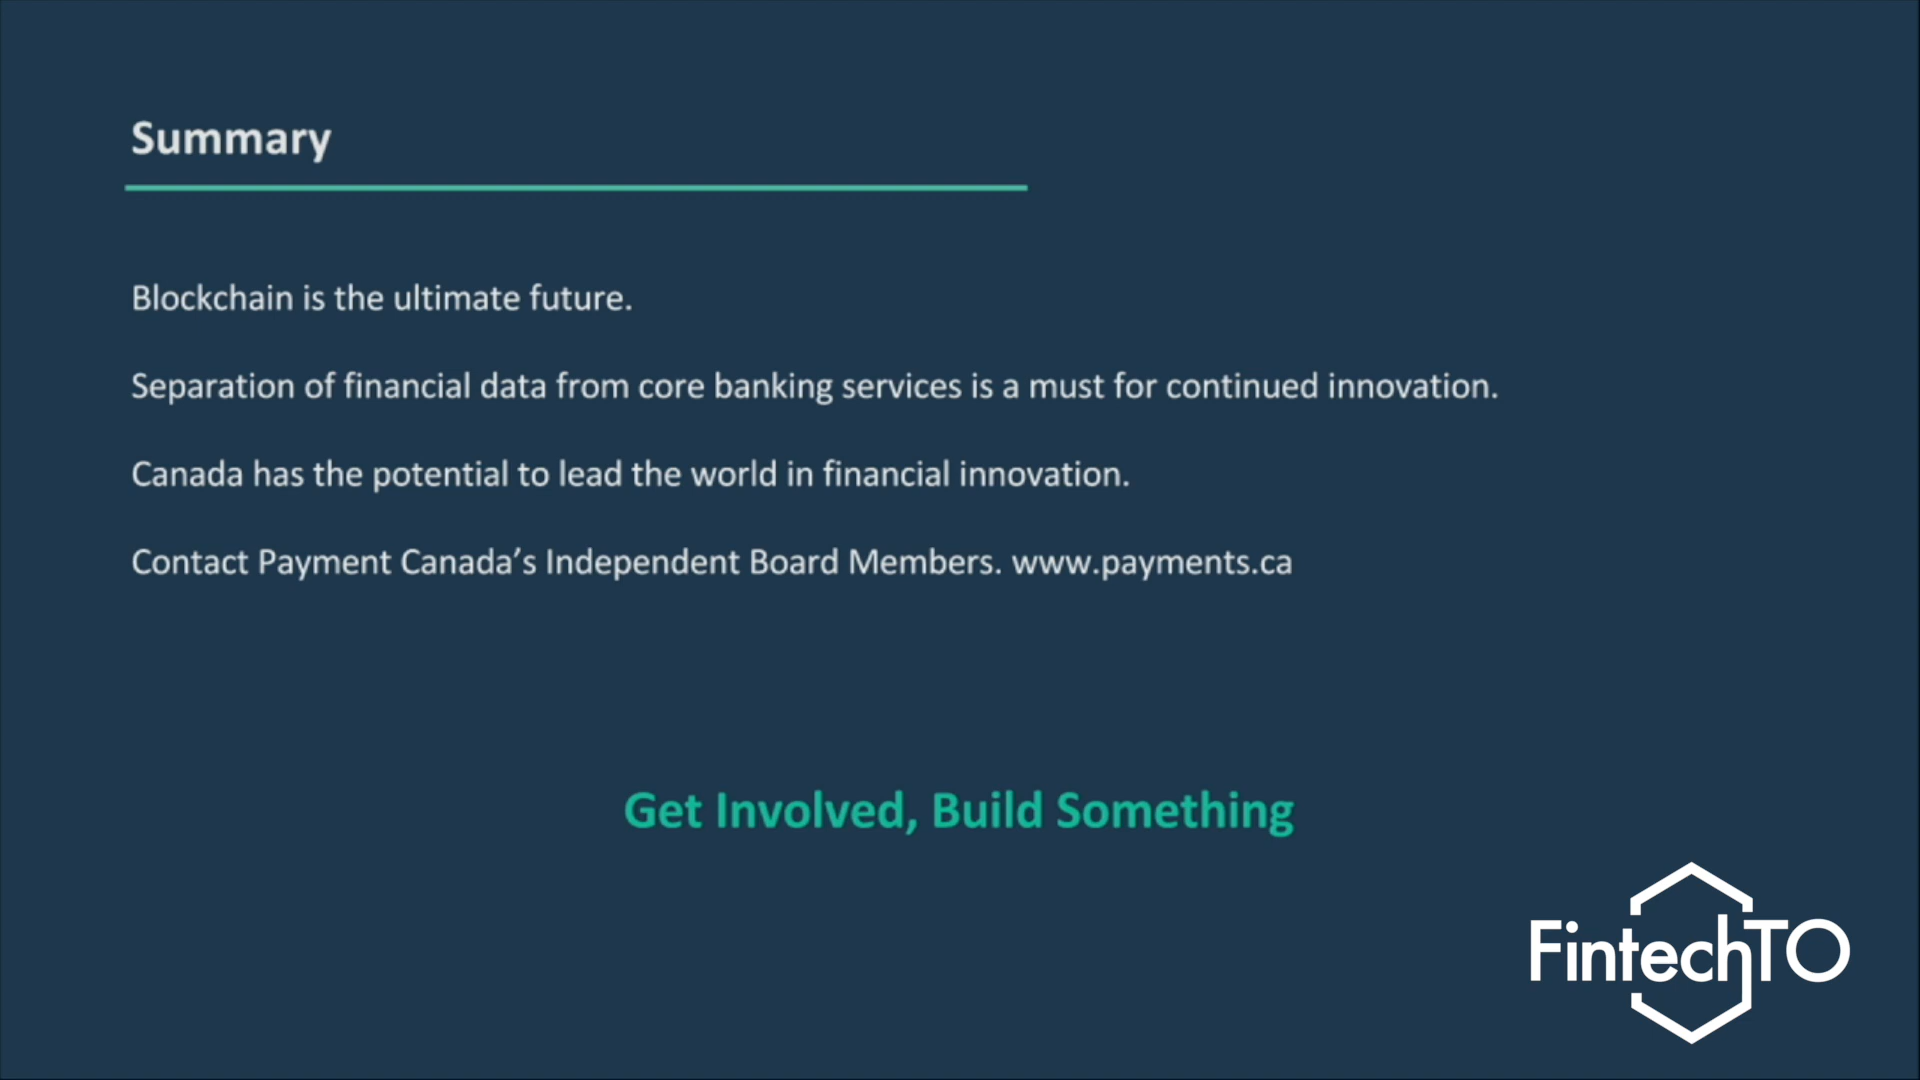 Summary
Blockchain is the ultimate future.
Separation of financial data from core banking services is a must for continued innovation.
Canada has the potential to lead the world in financial innovation.
Contact Payment Canada’s Independent Board Members. www.payments.ca
Get Involved, Build Something
FintechTO